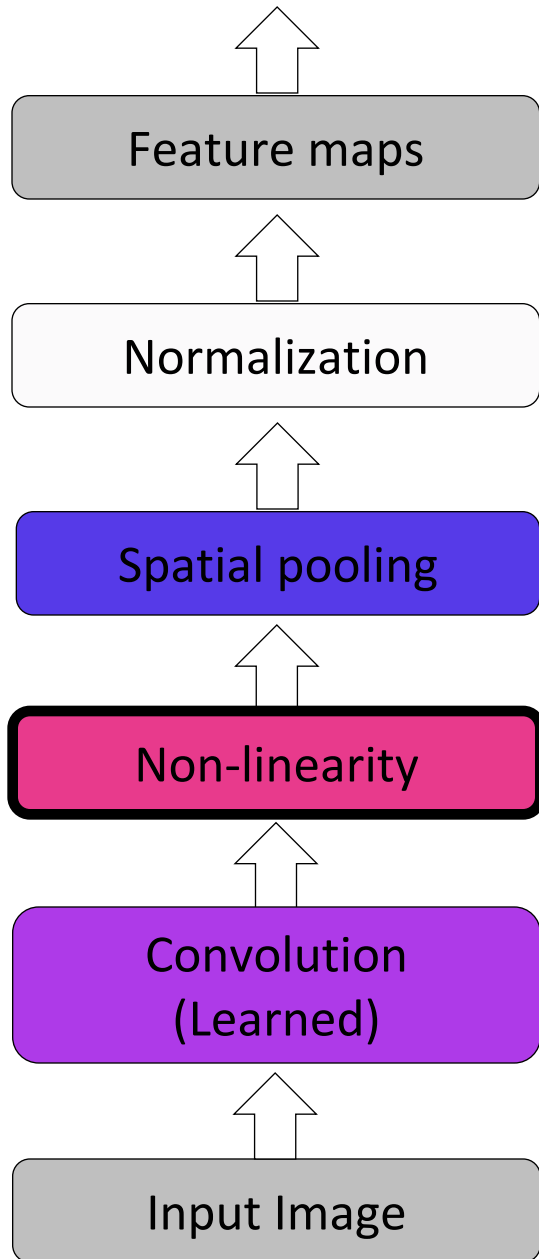 Feature maps
Normalization
Spatial pooling
Non-linearity
Convolution
(Learned)
Input Image